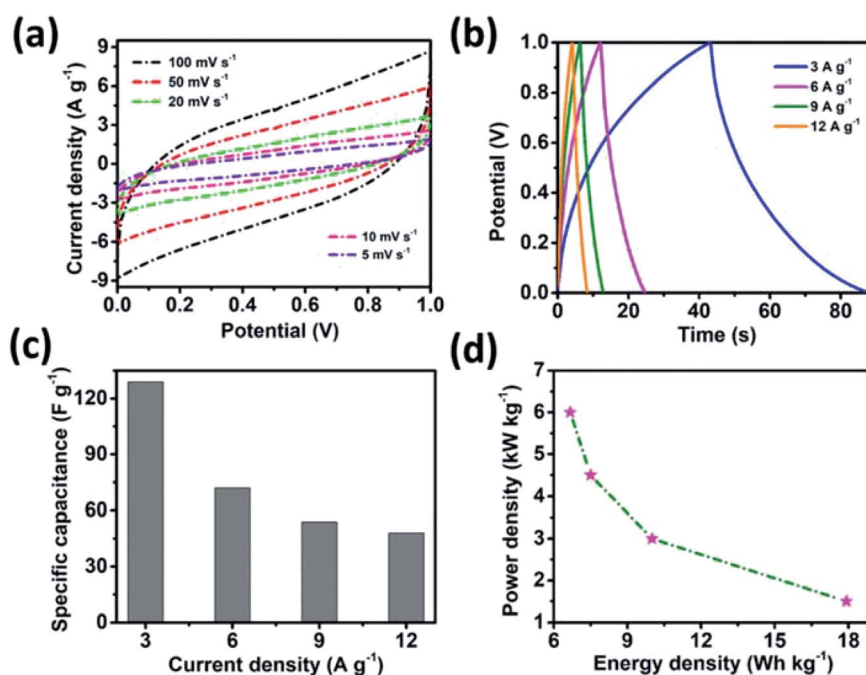 (a)
Current density (A g⁻¹)
9
6
3
0
-3
-6
-9
100 mV s⁻¹
50 mV s⁻¹
20 mV s⁻¹
10 mV s⁻¹
5 mV s⁻¹
0.0 0.2 0.4 0.6 0.8 1.0
Potential (V)
(b)
Potential (V)
1.0
0.8
0.6
0.4
0.2
0.0
3 A g⁻¹
6 A g⁻¹
9 A g⁻¹
12 A g⁻¹
0 20 40 60 80
Time (s)
(c)
Specific capacitance (F g⁻¹)
120
90
60
30
0
3 6 9 12
Current density (A g⁻¹)
(d)
Power density (kW kg⁻¹)
7
6
5
4
3
2
1
6 9 12 15 18
Energy density (Wh kg⁻¹)